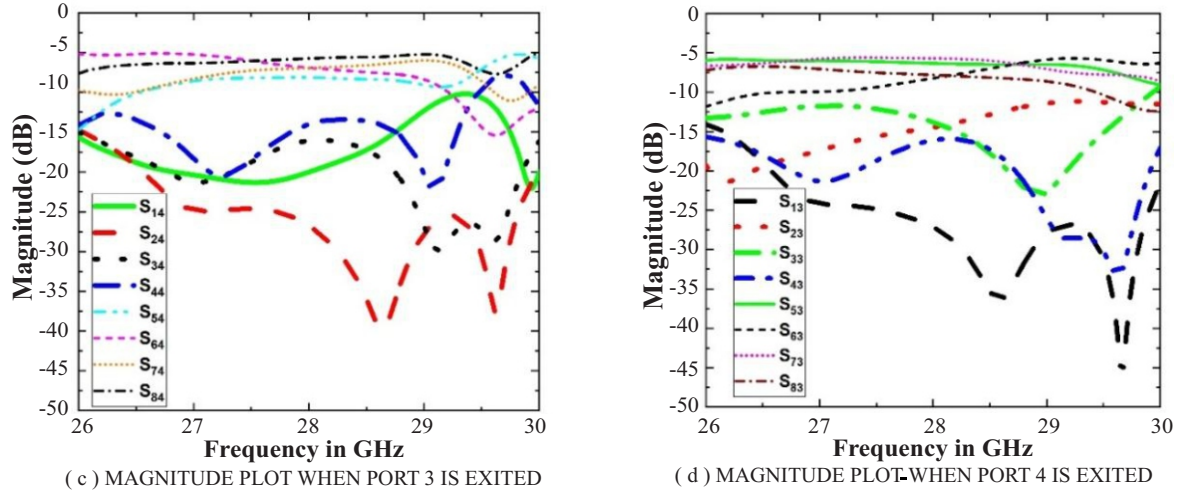 0
-5
-10
-15
-20
-25
-30
-35
-40
-45
-50
Magnitude (dB)
S14
S24
S34
S44
S54
S64
S74
S84
26 27 28 29 30
Frequency in GHz
( c ) MAGNITUDE PLOT WHEN PORT 3 IS EXITED
0
-5
-10
-15
-20
-25
-30
-35
-40
-45
-50
Magnitude (dB)
S13
S23
S33
S43
S53
S63
S73
S83
26 27 28 29 30
Frequency in GHz
( d ) MAGNITUDE PLOT-WHEN PORT 4 IS EXITED